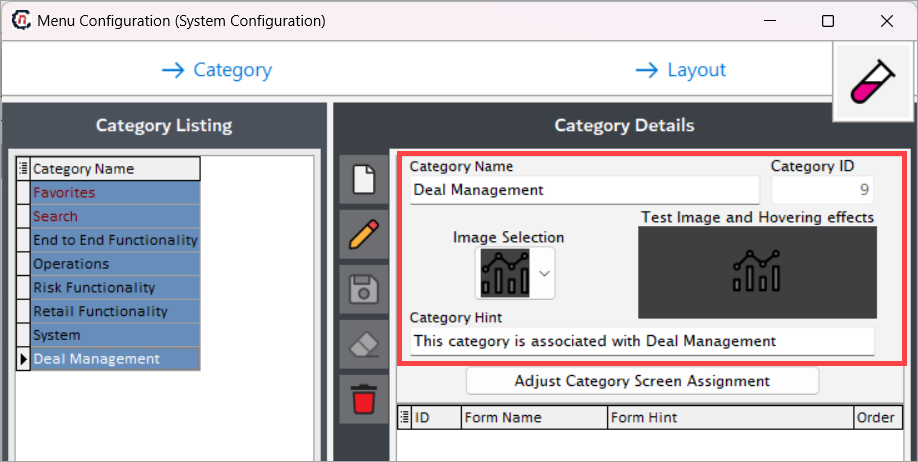 Menu Configuration (System Configuration)
→ Category
→ Layout
Category Listing
Category Name
Favorites
Search
End to End Functionality
Operations
Risk Functionality
Retail Functionality
System
Deal Management
Category Details
Category Name
Category ID
Deal Management
9
Image Selection
Test Image and Hovering effects
Category Hint
This category is associated with Deal Management
Adjust Category Screen Assignment
ID Form Name Form Hint Order